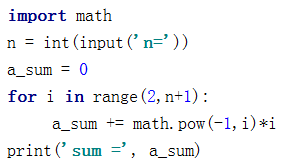 import math
n = int(input('n='))
a_sum = 0
for i in range(2,n+1):
    a_sum += math.pow(-1,i)*i
print('sum =', a_sum)